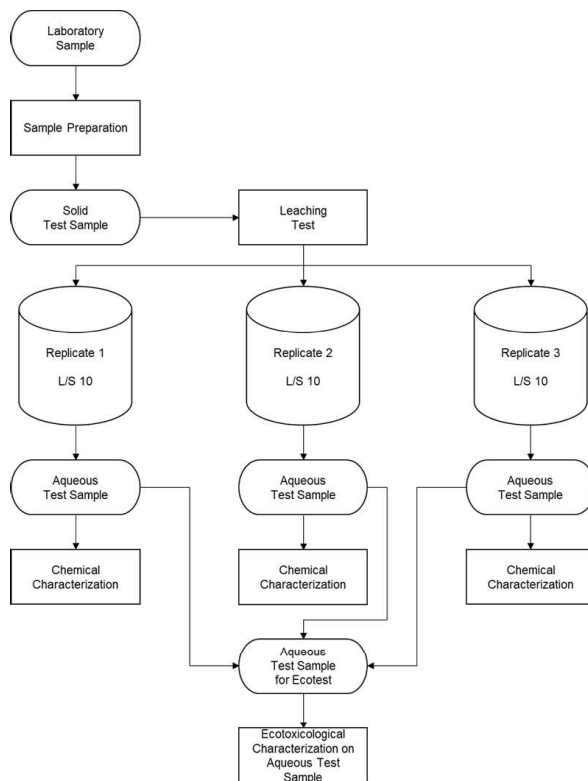 Laboratory
Sample
Sample Preparation
Solid
Test Sample
Leaching
Test
Replicate 1
L/S 10
Replicate 2
L/S 10
Replicate 3
L/S 10
Aqueous
Test Sample
Aqueous
Test Sample
Aqueous
Test Sample
Chemical
Characterization
Chemical
Characterization
Chemical
Characterization
Aqueous
Test Sample
for Ecotest
Ecotoxicological
Characterization on
Aqueous Test
Sample